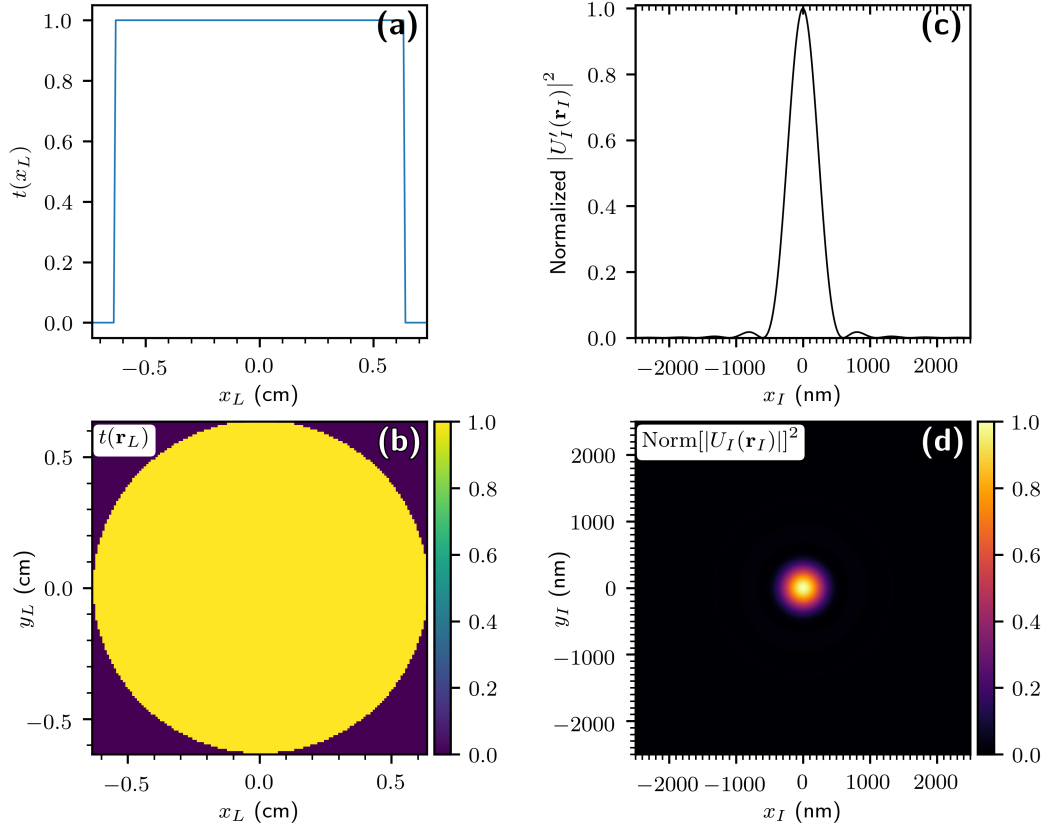 (a)
1.0
0.8
0.6
0.4
0.2
0.0
t(x_L)
−0.5 0.0 0.5
x_L (cm)
(c)
1.0
0.8
0.6
0.4
0.2
0.0
Normalized |U′_I(r_I)|²
−2000 −1000 0 1000 2000
x_I (nm)
t(r_L)
(b)
0.5
0.0
−0.5
y_L (cm)
−0.5 0.0 0.5
x_L (cm)
1.0
0.8
0.6
0.4
0.2
0.0
Norm[|U_I(r_I)|]²
(d)
2000
1000
0
−1000
−2000
y_I (nm)
−2000 −1000 0 1000 2000
x_I (nm)
1.0
0.8
0.6
0.4
0.2
0.0